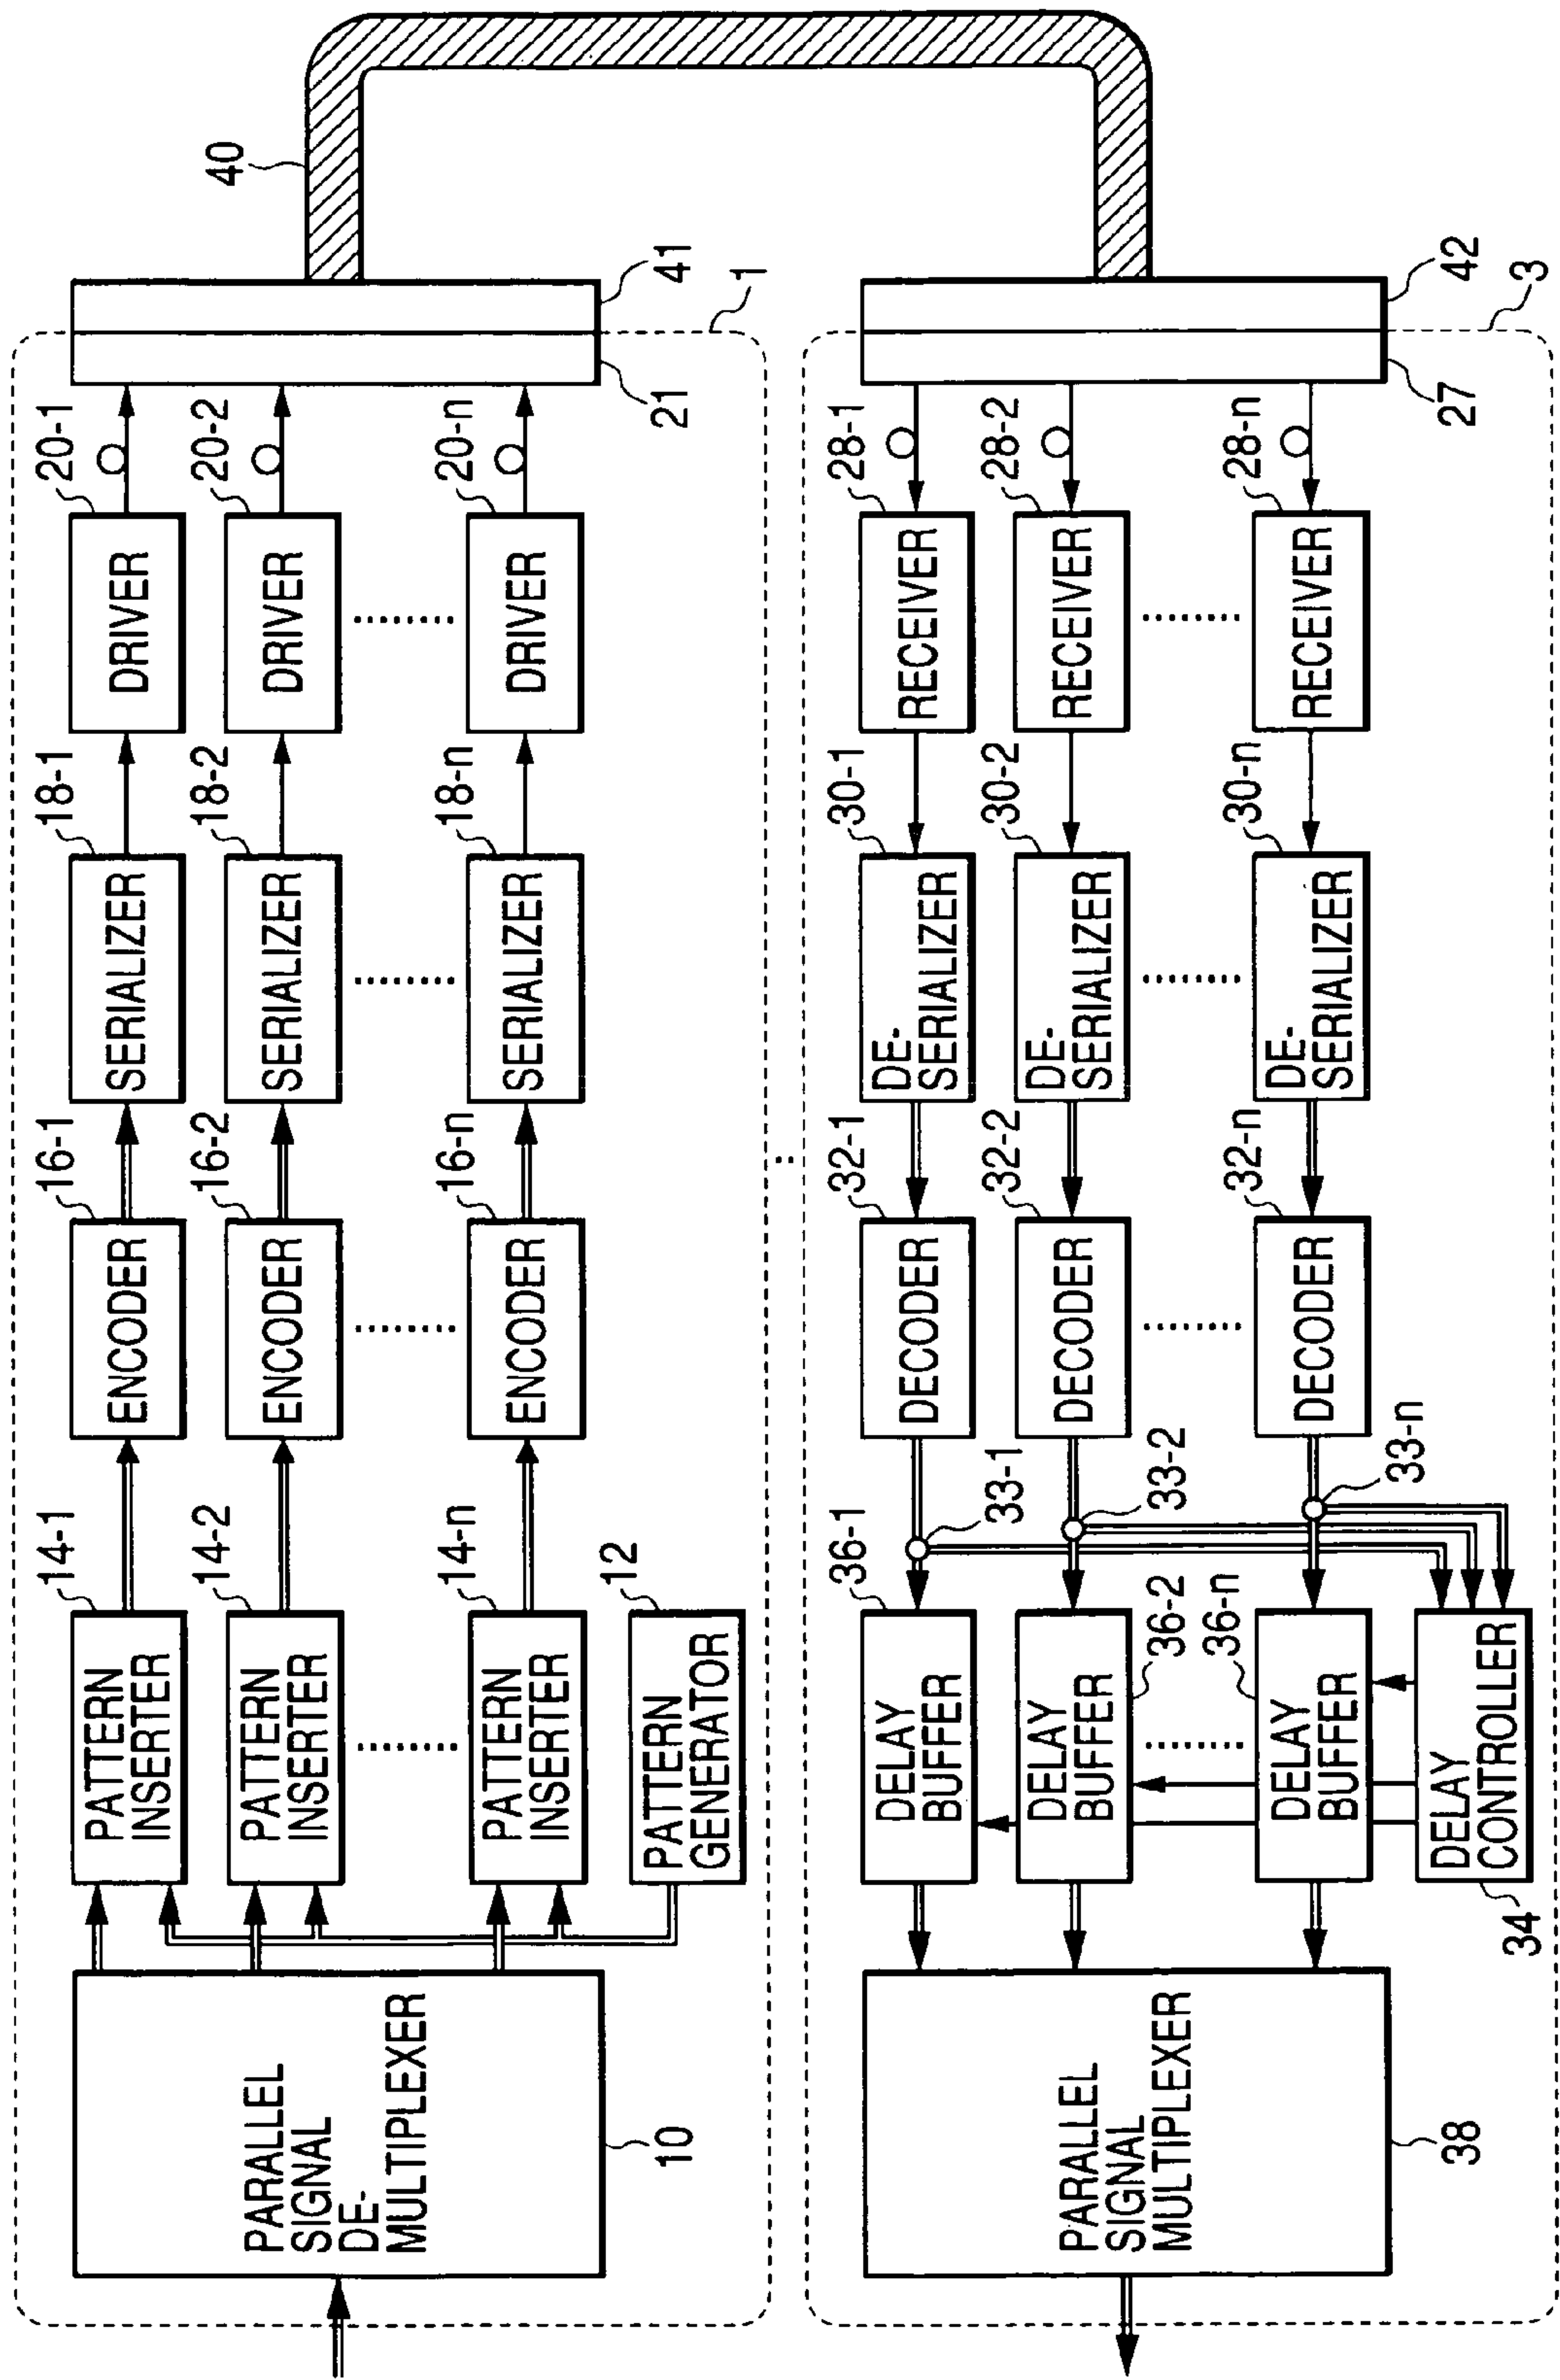 40
20-1
20-2
20-n
41
21
1
DRIVER
DRIVER
DRIVER
18-1
18-2
18-n
SERIALIZER
SERIALIZER
SERIALIZER
16-1
16-2
16-n
ENCODER
ENCODER
ENCODER
14-1
14-2
14-n
12
PATTERN
INSERTER
PATTERN
INSERTER
PATTERN
INSERTER
PATTERN
GENERATOR
PARALLEL
SIGNAL
DE-
MULTIPLEXER
10
42
27
3
28-1
28-2
28-n
RECEIVER
RECEIVER
RECEIVER
30-1
30-2
30-n
DE-
SERIALIZER
DE-
SERIALIZER
DE-
SERIALIZER
32-1
32-2
32-n
DECODER
DECODER
DECODER
33-1
33-2
33-n
36-1
36-2
36-n
DELAY
BUFFER
DELAY
BUFFER
DELAY
BUFFER
DELAY
CONTROLLER
34
PARALLEL
SIGNAL
MULTIPLEXER
38